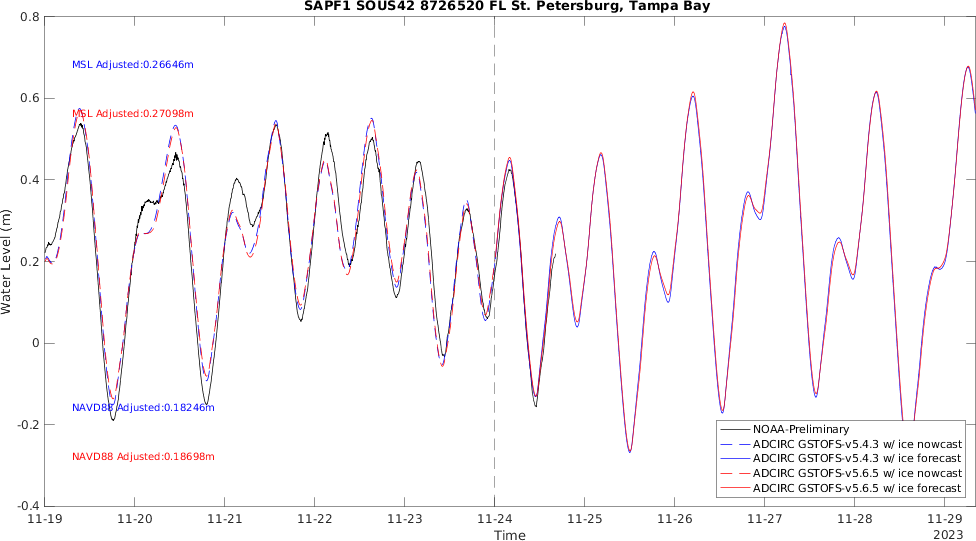 SAPF1 SOUS42 8726520 FL St. Petersburg, Tampa Bay
0.8
0.6
0.4
0.2
0
-0.2
-0.4
Water Level (m)
MSL Adjusted:0.26646m
MSL Adjusted:0.27098m
NAVD88 Adjusted:0.18246m
NAVD88 Adjusted:0.18698m
NOAA-Preliminary
ADCIRC GSTOFS-v5.4.3 w/ ice nowcast
ADCIRC GSTOFS-v5.4.3 w/ ice forecast
ADCIRC GSTOFS-v5.6.5 w/ ice nowcast
ADCIRC GSTOFS-v5.6.5 w/ ice forecast
11-19 11-20 11-21 11-22 11-23 11-24 11-25 11-26 11-27 11-28 11-29
2023
Time